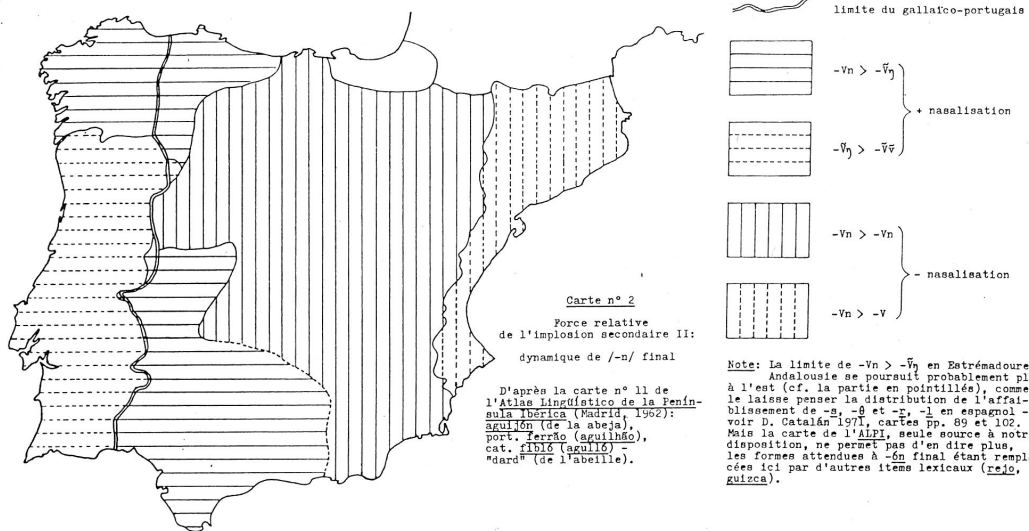 limite du gallaïco-portugais
-Vn > -Ṽŋ
+ nasalisation
-Ṽŋ > -Ṽṽ
-Vn > -Vn
- nasalisation
-Vn > -V
Carte n° 2
Force relative
de l'implosion secondaire II:
dynamique de /-n/ final
D'après la carte n° 11 de
l'Atlas Lingüístico de la Penín-
sula Ibérica (Madrid, 1962):
aguijón (de la abeja),
port. ferrão (aguilhão),
cat. fibló (agulló) -
"dard" (de l'abeille).
Note: La limite de -Vn > -Ṽŋ en Estrémadoure
Andalousie se poursuit probablement pl
à l'est (cf. la partie en pointillés), comme
le laisse penser la distribution de l'affai-
blissement de -s, -θ et -r, -l en espagnol -
voir D. Catalán 1971, cartes pp. 89 et 102.
Mais la carte de l'ALPI, seule source à notr
disposition, ne permet pas d'en dire plus,
les formes attendues à -ón final étant rempl
cées ici par d'autres items lexicaux (rejo,
guizca).